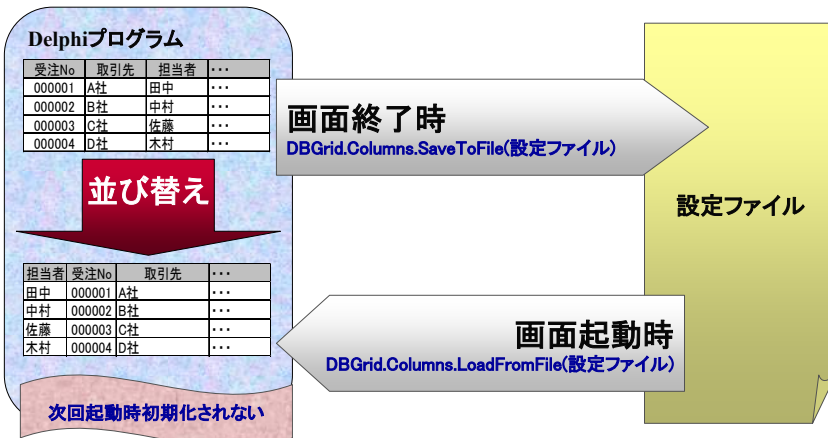 Delphiプログラム
受注No 取引先 担当者 ・・・
000001 A社 田中 ・・・
000002 B社 中村 ・・・
000003 C社 佐藤 ・・・
000004 D社 木村 ・・・
並び替え
担当者 受注No 取引先 ・・・
田中 000001 A社 ・・・
中村 000002 B社 ・・・
佐藤 000003 C社 ・・・
木村 000004 D社 ・・・
次回起動時初期化されない
画面終了時
DBGrid.Columns.SaveToFile(設定ファイル)
設定ファイル
画面起動時
DBGrid.Columns.LoadFromFile(設定ファイル)